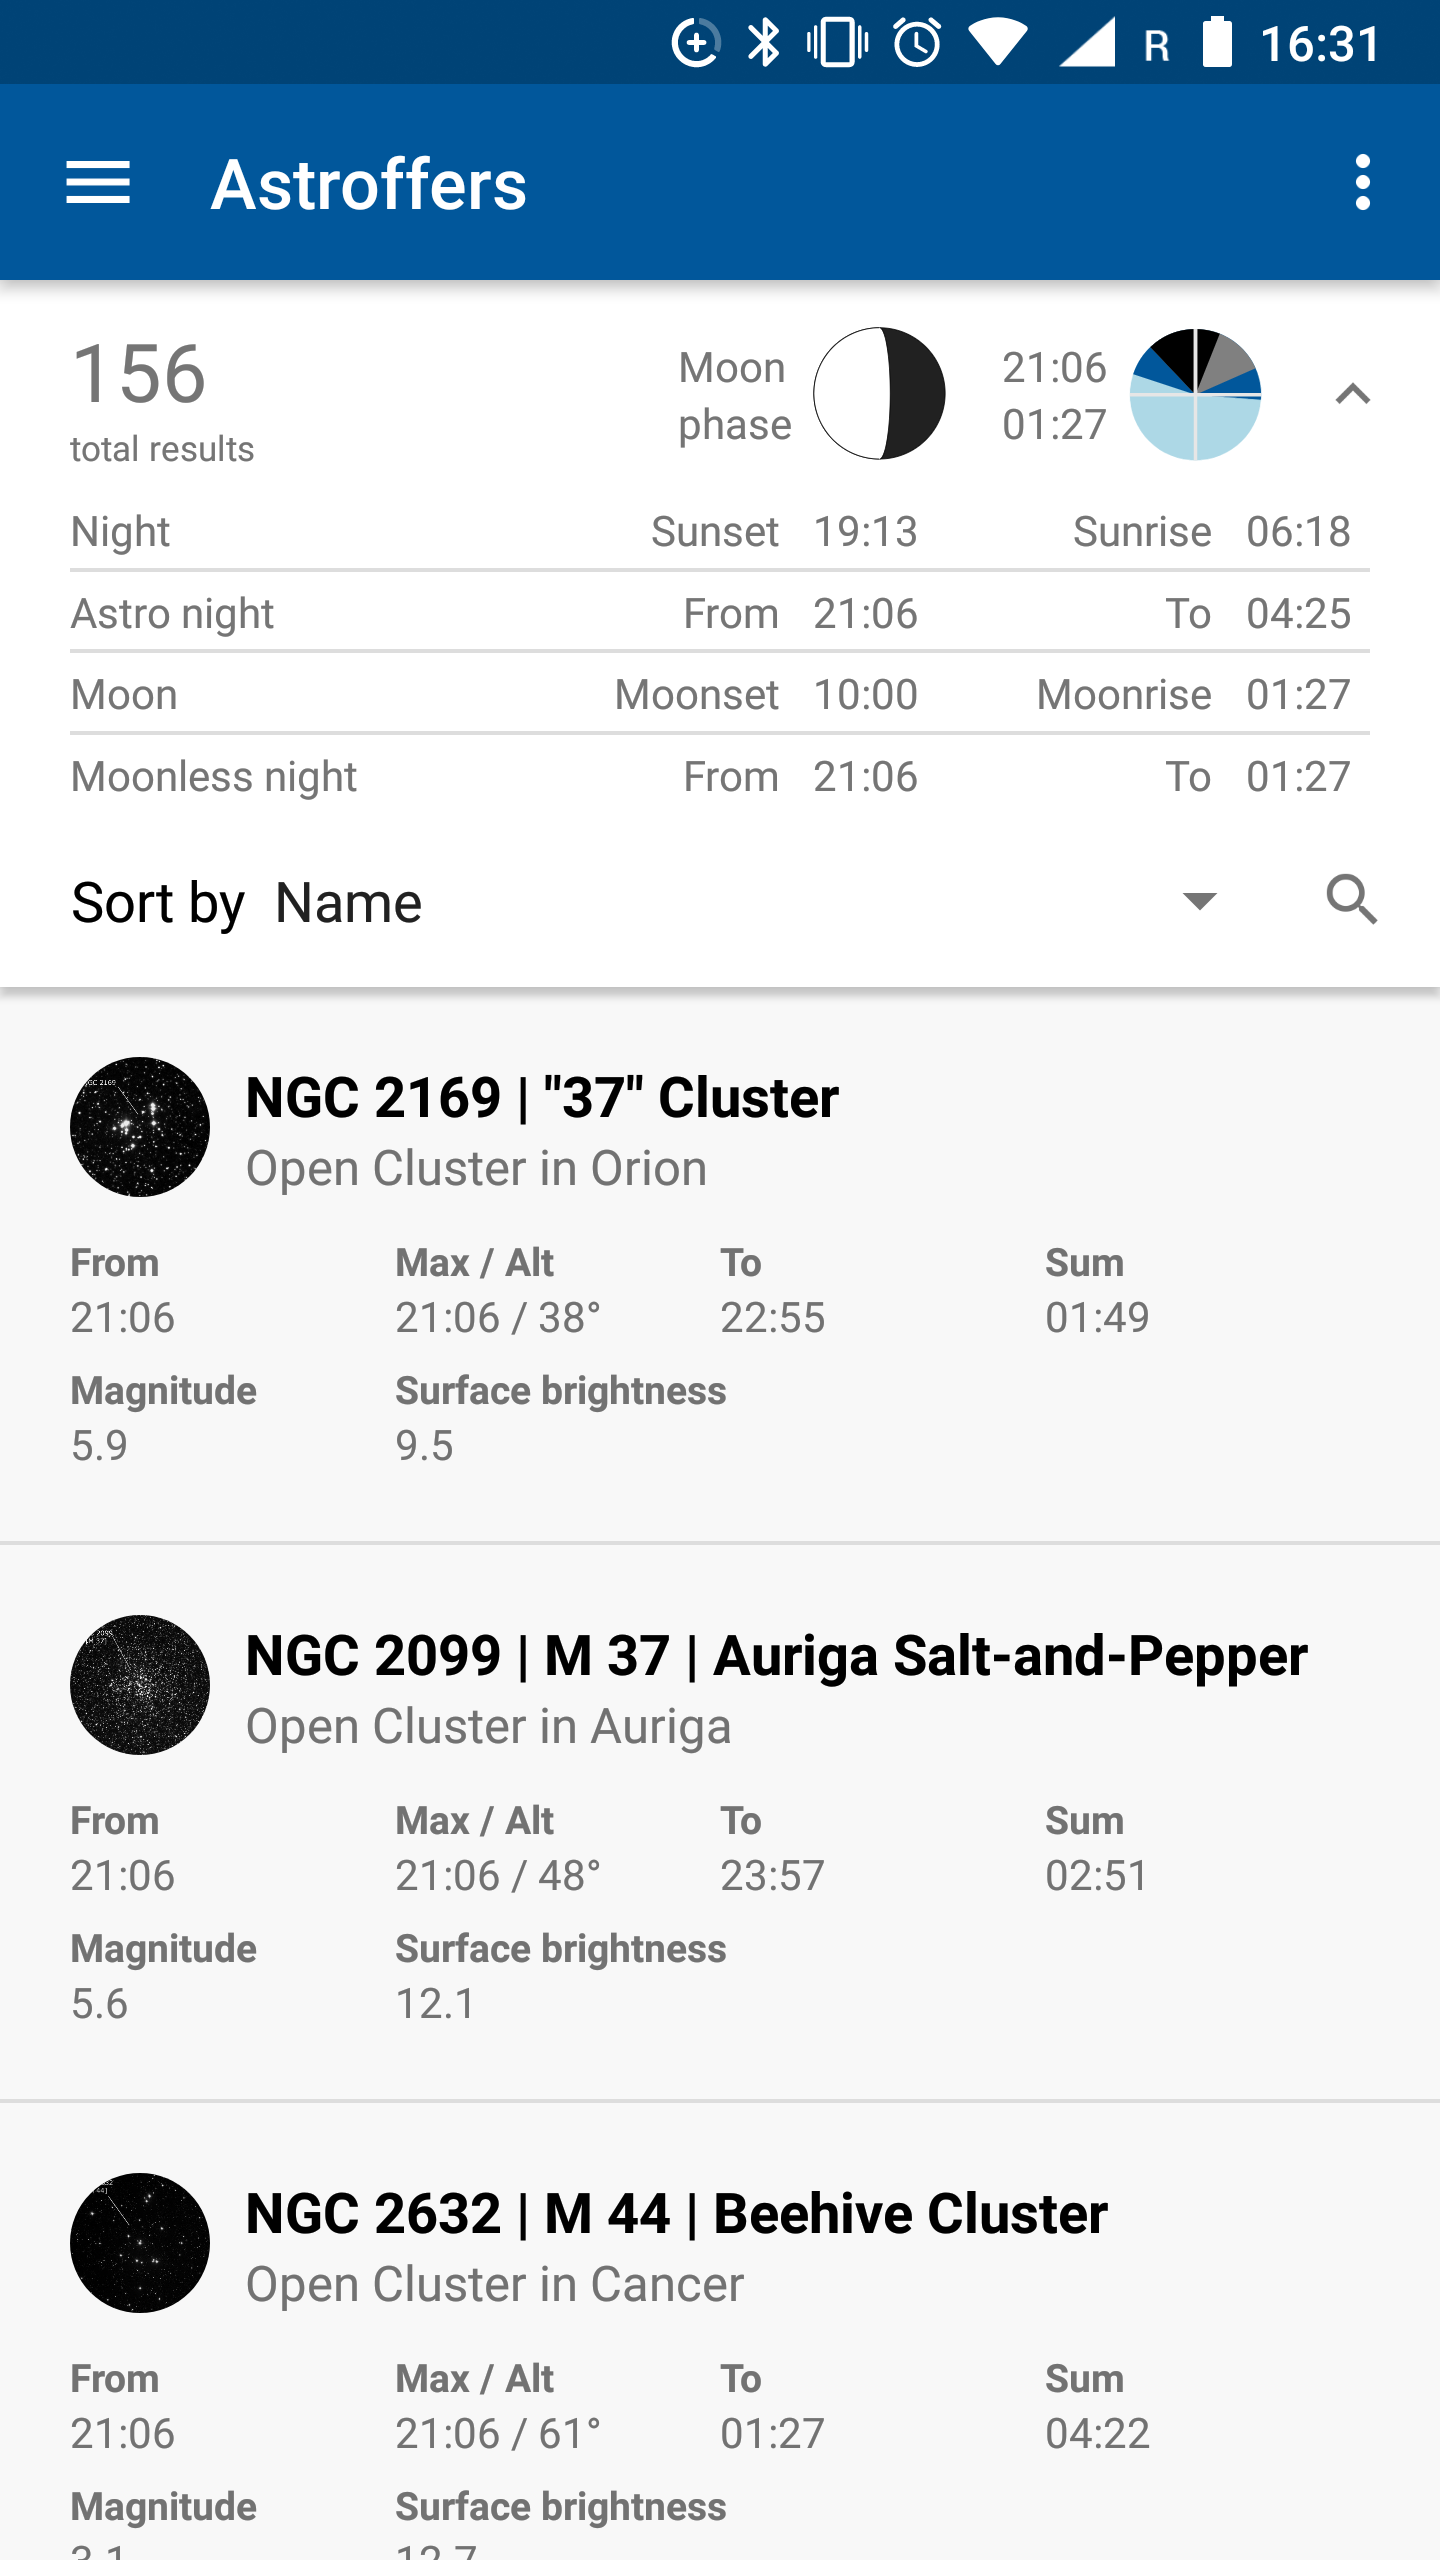 R 16:31
Astroffers
156
total results
Moon
phase
21:06
01:27
Night Sunset 19:13 Sunrise 06:18
Astro night From 21:06 To 04:25
Moon Moonset 10:00 Moonrise 01:27
Moonless night From 21:06 To 01:27
Sort by Name
NGC 2169 | "37" Cluster
Open Cluster in Orion
From Max / Alt To Sum
21:06 21:06 / 38° 22:55 01:49
Magnitude Surface brightness
5.9 9.5
NGC 2099 | M 37 | Auriga Salt-and-Pepper
Open Cluster in Auriga
From Max / Alt To Sum
21:06 21:06 / 48° 23:57 02:51
Magnitude Surface brightness
5.6 12.1
NGC 2632 | M 44 | Beehive Cluster
Open Cluster in Cancer
From Max / Alt To Sum
21:06 21:06 / 61° 01:27 04:22
Magnitude Surface brightness
3.1 12.7